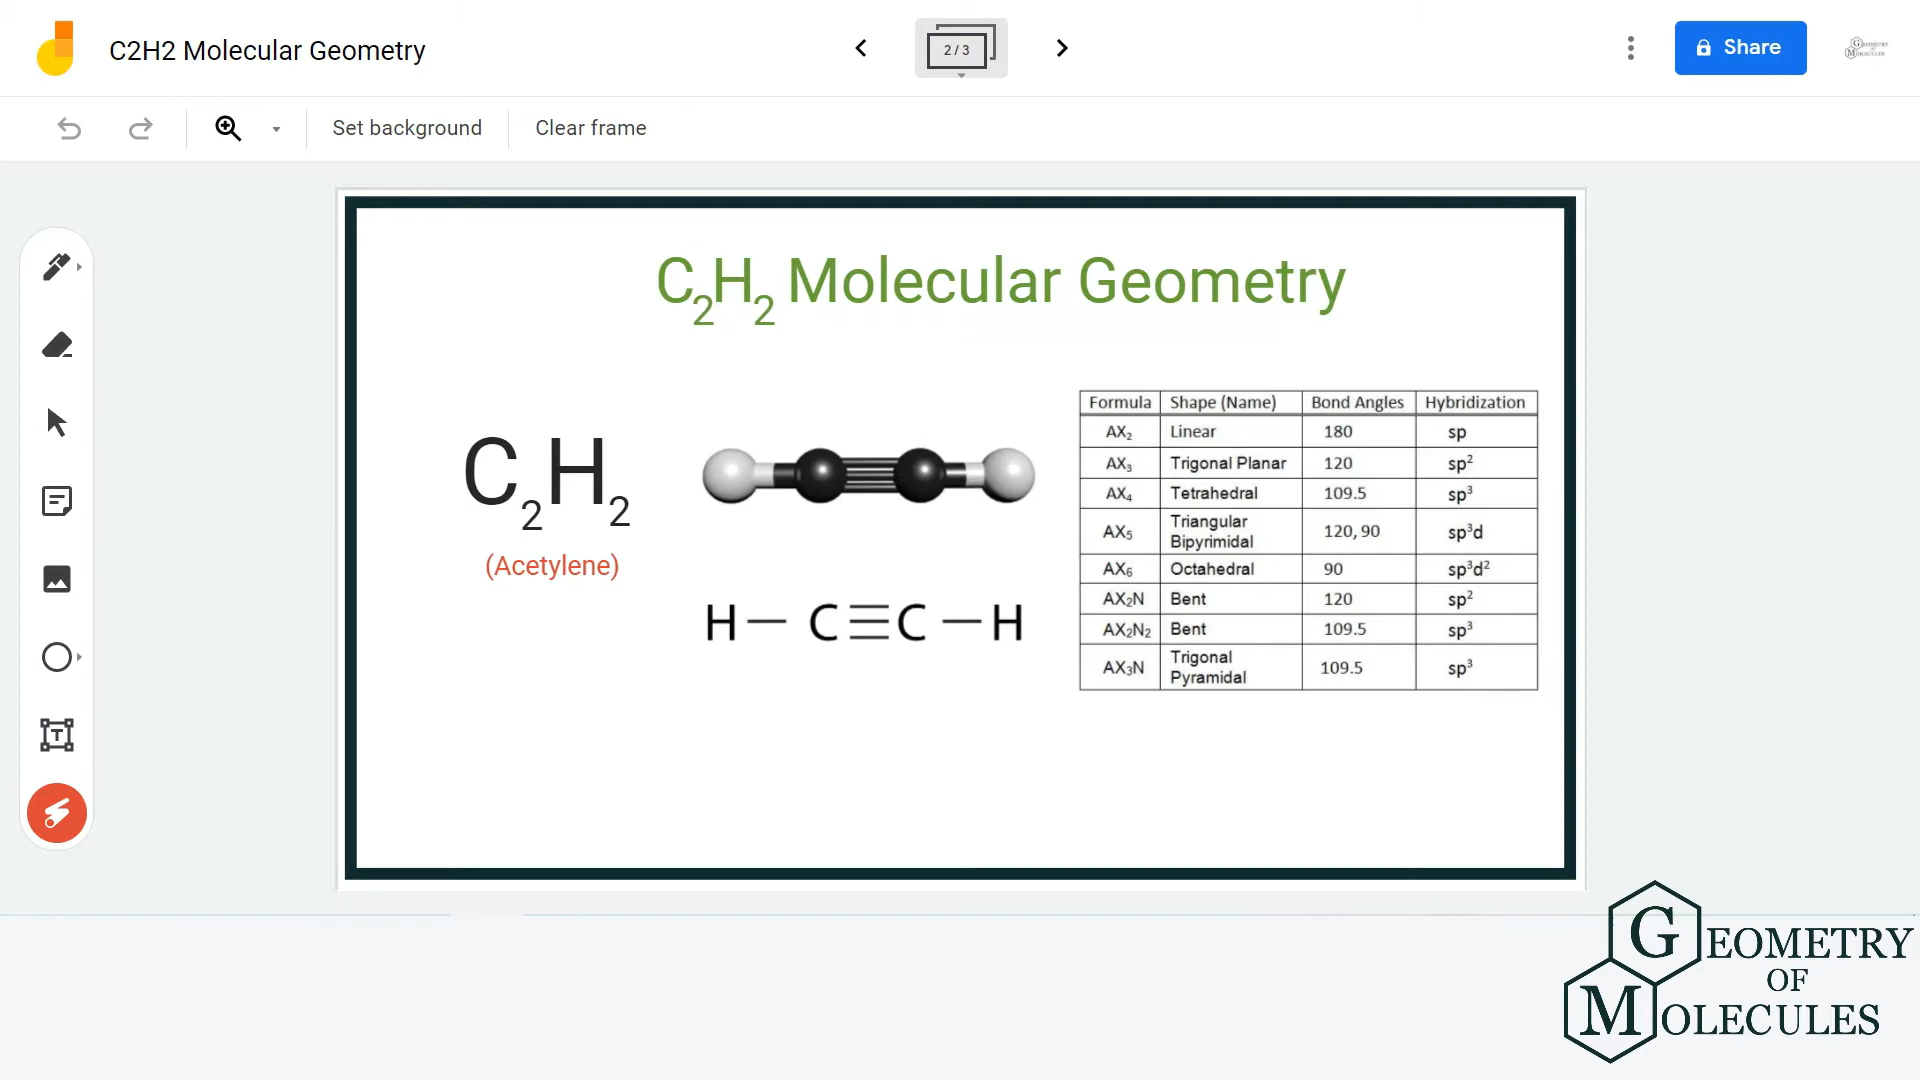 C2H2 Molecular Geometry
2 / 3
Share
GEOMETRY
OF
MOLECULES
Set background
Clear frame
C₂H₂ Molecular Geometry
C₂H₂
(Acetylene)
H — C≡C — H
Formula Shape (Name) Bond Angles Hybridization
AX₂ Linear 180 sp
AX₃ Trigonal Planar 120 sp²
AX₄ Tetrahedral 109.5 sp³
AX₅ Triangular Bipyrimidal 120, 90 sp³d
AX₆ Octahedral 90 sp³d²
AX₂N Bent 120 sp²
AX₂N₂ Bent 109.5 sp³
AX₃N Trigonal Pyramidal 109.5 sp³
T
GEOMETRY
OF
MOLECULES